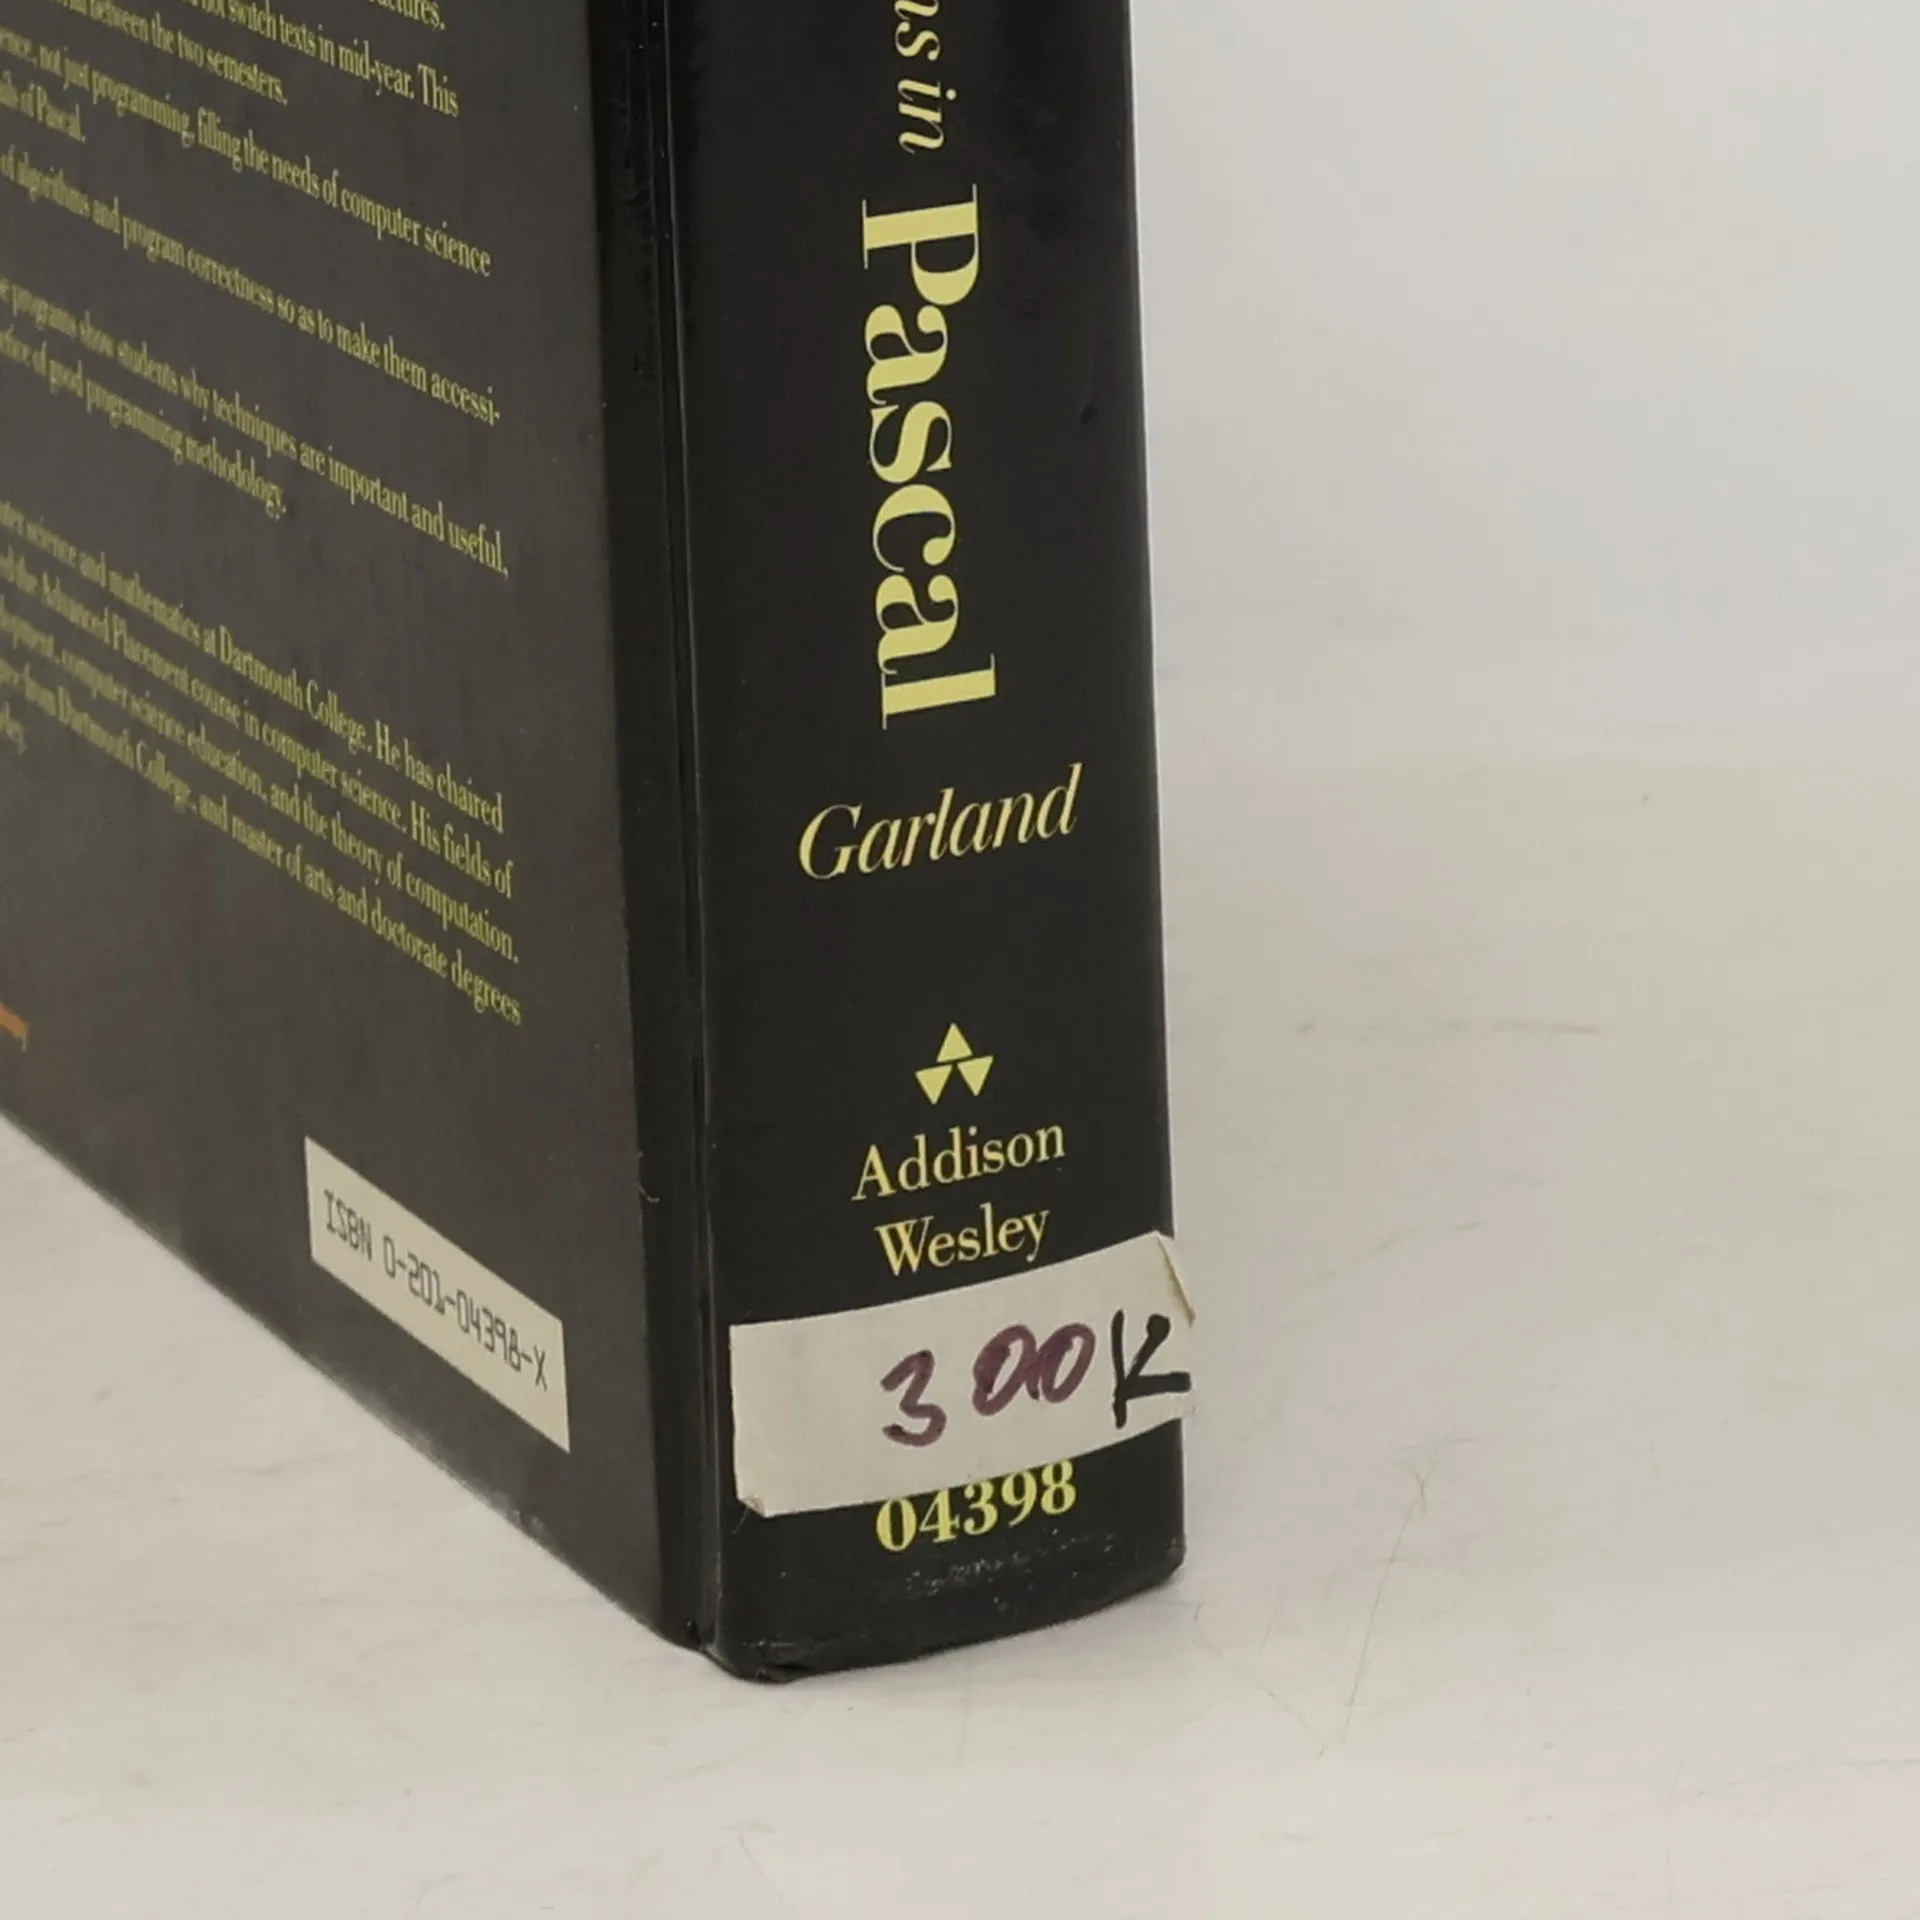 not switch texts in mid-year. This
between the two semesters.
not just programming, filling the needs of computer science
of Pascal.
of algorithms and program correctness so as to make them accessi-
programs show students why techniques are important and useful,
of good programming methodology.
science and mathematics at Dartmouth College. He has chaired
the Advanced Placement course in computer science. His fields of
computer science education, and the theory of computation.
from Dartmouth College, and master of arts and doctorate degrees
ISBN 0-201-04398-X
in Pascal
Garland
Addison
Wesley
300K
04398